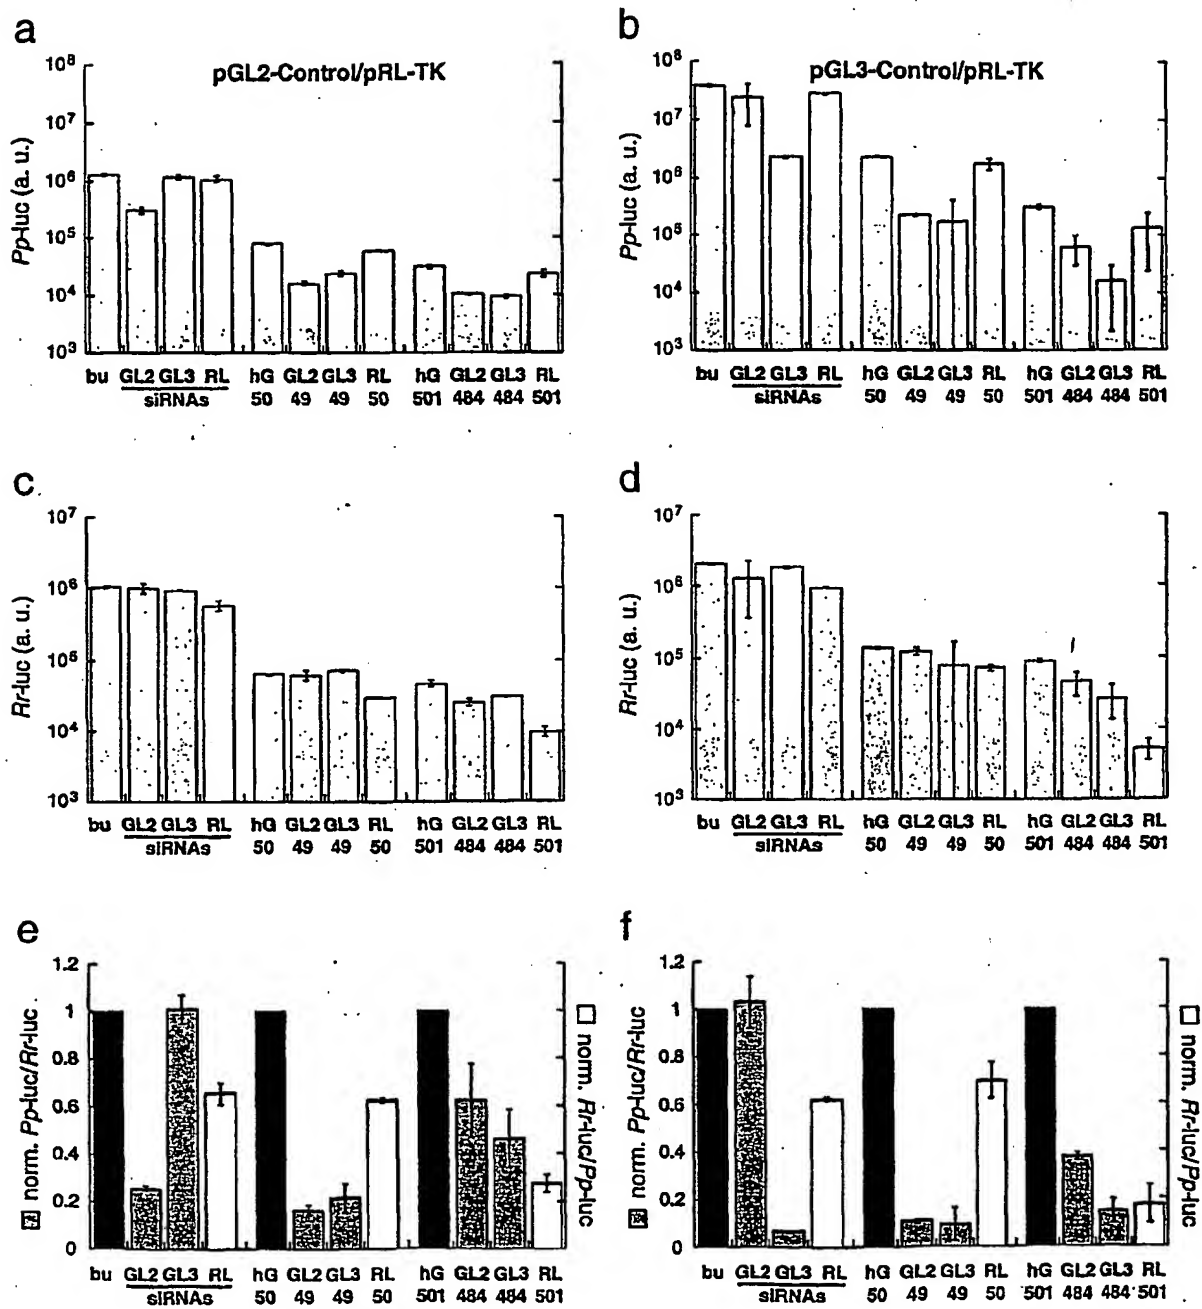 a
pGL2-Control/pRL-TK
Pp-luc (a. u.)
10⁸
10⁷
10⁶
10⁵
10⁴
10³
bu GL2 GL3 RL hG GL2 GL3 RL hG GL2 GL3 RL
siRNAs 50 49 49 50 501 484 484 501
b
pGL3-Control/pRL-TK
Pp-luc (a. u.)
10⁸
10⁷
10⁶
10⁵
10⁴
10³
bu GL2 GL3 RL hG GL2 GL3 RL hG GL2 GL3 RL
siRNAs 50 49 49 50 501 484 484 501
c
Rr-luc (a. u.)
10⁷
10⁶
10⁵
10⁴
10³
bu GL2 GL3 RL hG GL2 GL3 RL hG GL2 GL3 RL
siRNAs 50 49 49 50 501 484 484 501
d
Rr-luc (a. u.)
10⁷
10⁶
10⁵
10⁴
10³
bu GL2 GL3 RL hG GL2 GL3 RL hG GL2 GL3 RL
siRNAs 50 49 49 50 501 484 484 501
e
norm. Pp-luc/Rr-luc
1.2
1
0.8
0.6
0.4
0.2
0
norm. Rr-luc/Pp-luc
bu GL2 GL3 RL hG GL2 GL3 RL hG GL2 GL3 RL
siRNAs 50 49 49 50 501 484 484 501
f
norm. Pp-luc/Rr-luc
1.2
1
0.8
0.6
0.4
0.2
0
norm. Rr-luc/Pp-luc
bu GL2 GL3 RL hG GL2 GL3 RL hG GL2 GL3 RL
siRNAs 50 49 49 50 501 484 484 501